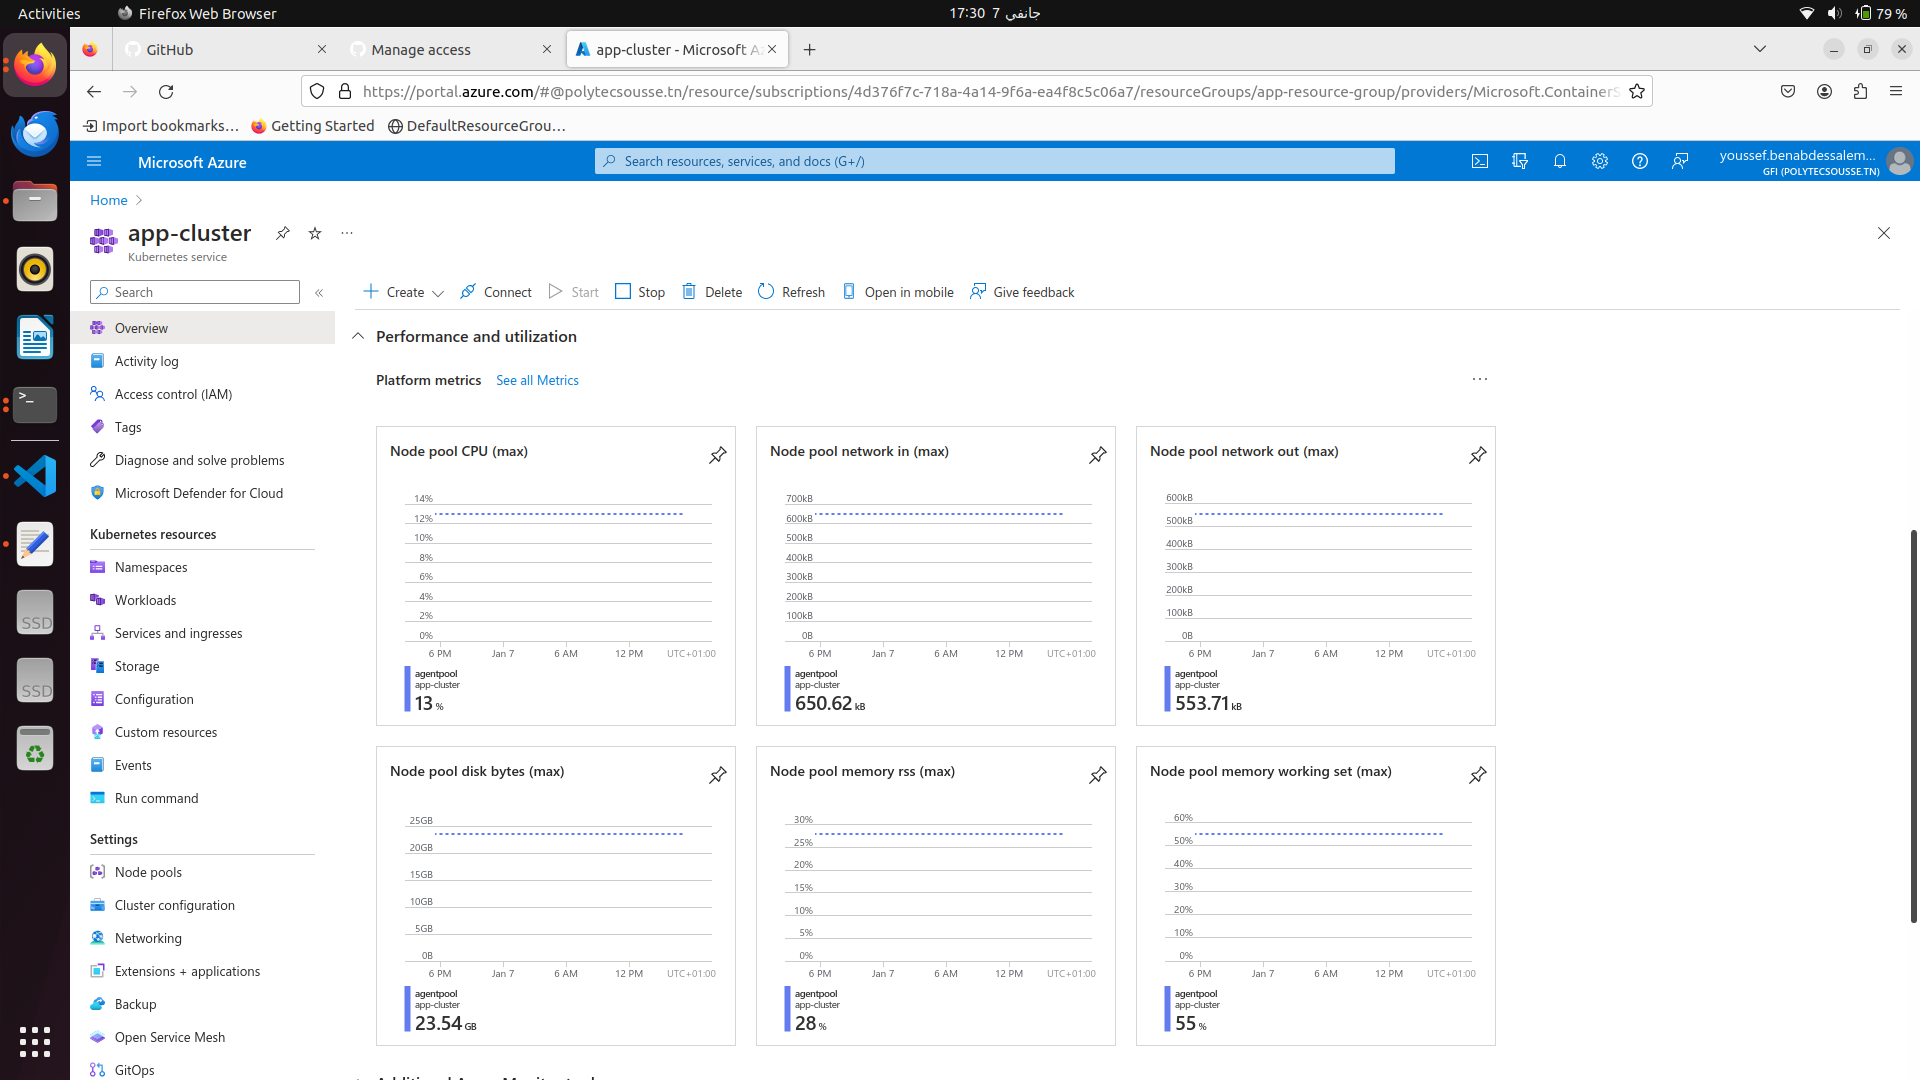 Activities
Firefox Web Browser
17:30 7 جانفي
79 %
GitHub
Manage access
app-cluster - Microsoft Az
https://portal.azure.com/#@polytecsousse.tn/resource/subscriptions/4d376f7c-718a-4a14-9f6a-ea4f8c5c06a7/resourceGroups/app-resource-group/providers/Microsoft.ContainerS
Import bookmarks…
Getting Started
DefaultResourceGrou…
Microsoft Azure
Search resources, services, and docs (G+/)
youssef.benabdessalem...
GFI (POLYTECSOUSSE.TN)
Home
app-cluster
Kubernetes service
Search
Create
Connect
Start
Stop
Delete
Refresh
Open in mobile
Give feedback
Overview
Activity log
Access control (IAM)
Tags
Diagnose and solve problems
Microsoft Defender for Cloud
Kubernetes resources
Namespaces
Workloads
Services and ingresses
Storage
Configuration
Custom resources
Events
Run command
Settings
Node pools
Cluster configuration
Networking
Extensions + applications
Backup
Open Service Mesh
GitOps
SSD
SSD
Performance and utilization
Platform metrics
See all Metrics
Node pool CPU (max)
14%
12%
10%
8%
6%
4%
2%
0%
6 PM Jan 7 6 AM 12 PM UTC+01:00
agentpool
app-cluster
13 %
Node pool network in (max)
700kB
600kB
500kB
400kB
300kB
200kB
100kB
0B
6 PM Jan 7 6 AM 12 PM UTC+01:00
agentpool
app-cluster
650.62 kB
Node pool network out (max)
600kB
500kB
400kB
300kB
200kB
100kB
0B
6 PM Jan 7 6 AM 12 PM UTC+01:00
agentpool
app-cluster
553.71 kB
Node pool disk bytes (max)
25GB
20GB
15GB
10GB
5GB
0B
6 PM Jan 7 6 AM 12 PM UTC+01:00
agentpool
app-cluster
23.54 GB
Node pool memory rss (max)
30%
25%
20%
15%
10%
5%
0%
6 PM Jan 7 6 AM 12 PM UTC+01:00
agentpool
app-cluster
28 %
Node pool memory working set (max)
60%
50%
40%
30%
20%
10%
0%
6 PM Jan 7 6 AM 12 PM UTC+01:00
agentpool
app-cluster
55 %